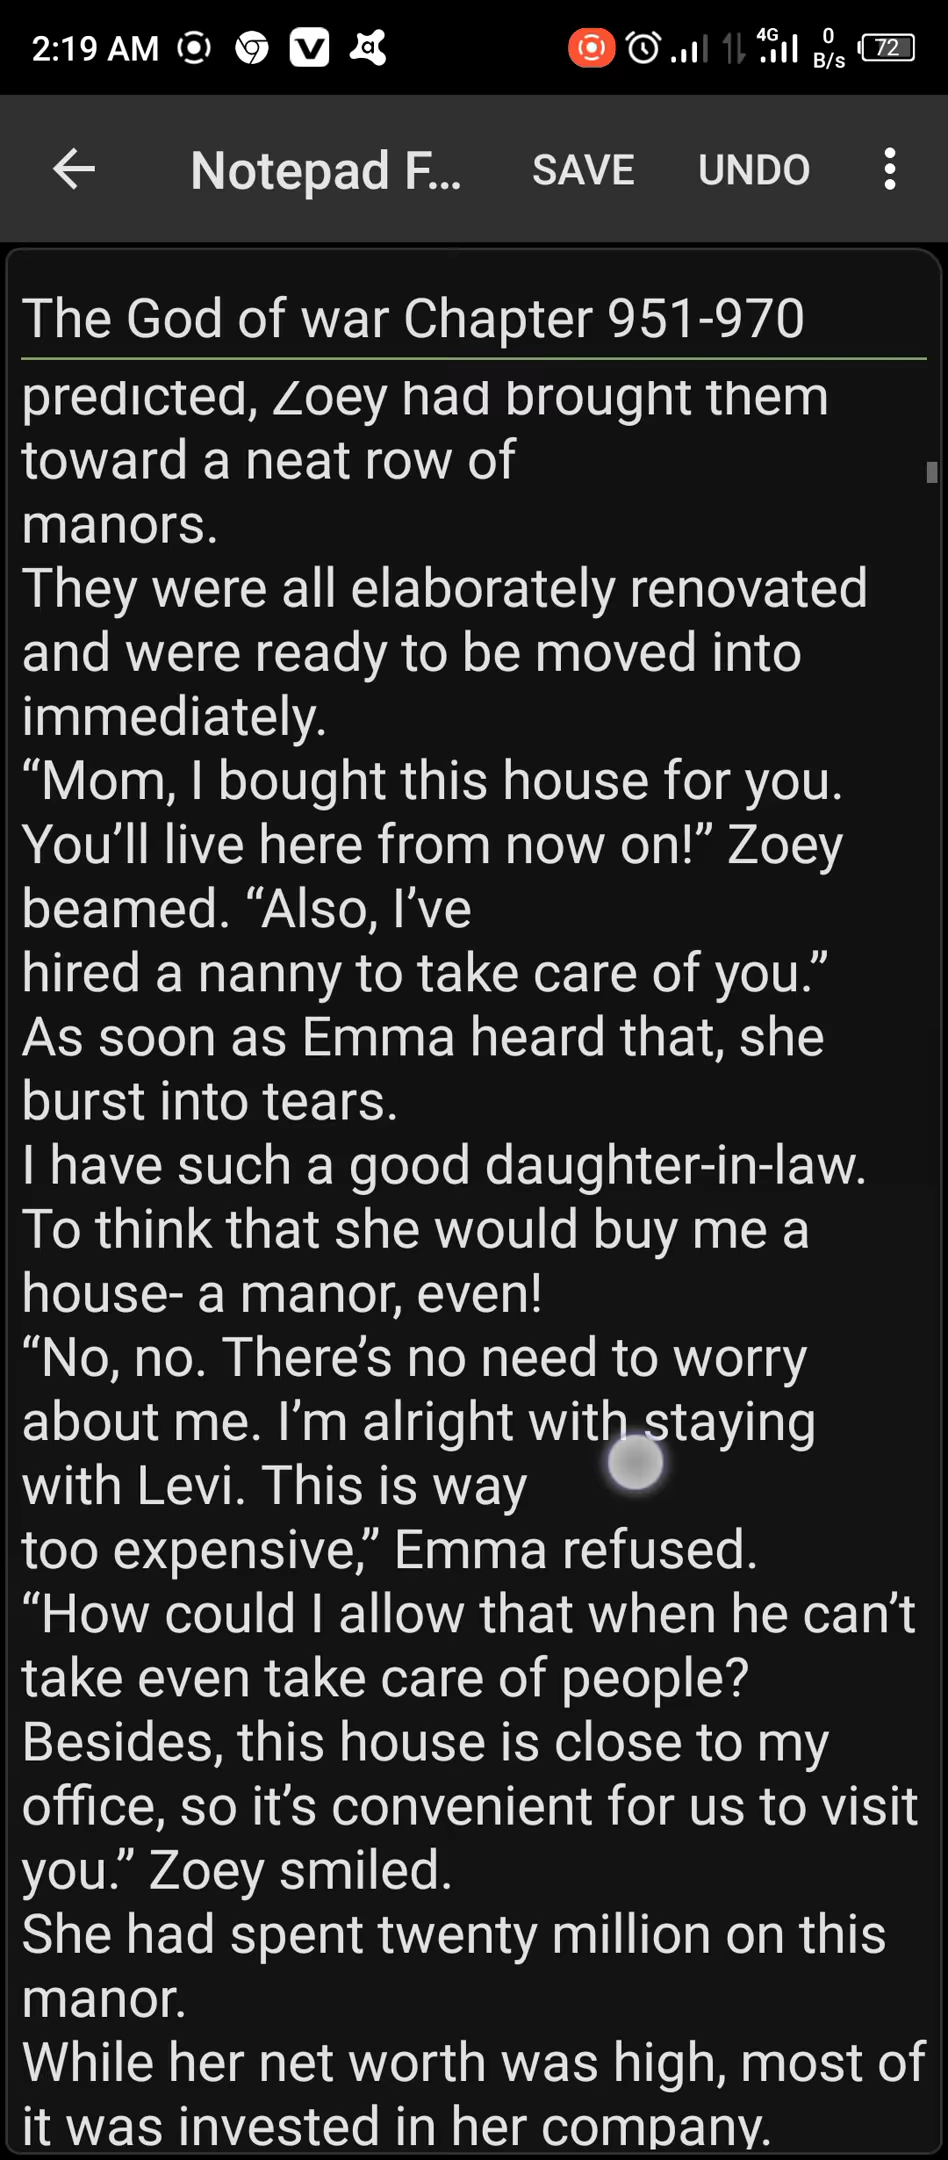 2:19 AM
4G
0
B/s
72
Notepad F...
SAVE
UNDO
The God of war Chapter 951-970
predicted, Zoey had brought them
toward a neat row of
manors.
They were all elaborately renovated
and were ready to be moved into
immediately.
“Mom, I bought this house for you.
You’ll live here from now on!” Zoey
beamed. “Also, I’ve
hired a nanny to take care of you.”
As soon as Emma heard that, she
burst into tears.
I have such a good daughter-in-law.
To think that she would buy me a
house- a manor, even!
“No, no. There’s no need to worry
about me. I’m alright with staying
with Levi. This is way
too expensive,” Emma refused.
“How could I allow that when he can’t
take even take care of people?
Besides, this house is close to my
office, so it’s convenient for us to visit
you.” Zoey smiled.
She had spent twenty million on this
manor.
While her net worth was high, most of
it was invested in her company.